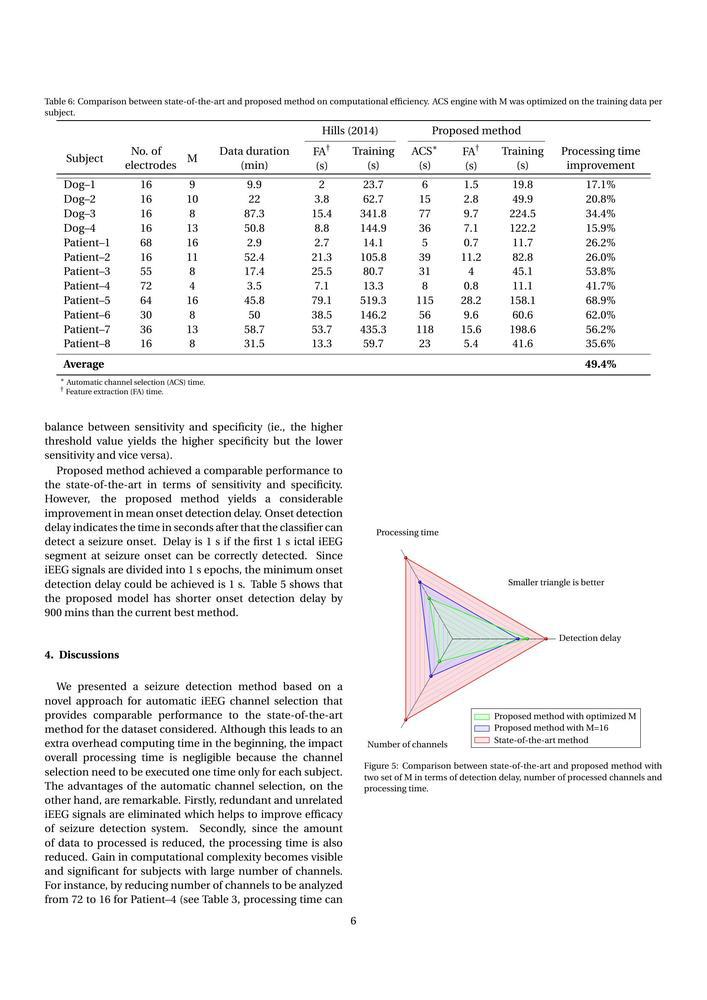 Table 6: Comparison between state-of-the-art and proposed method on computational efficiency. ACS engine with M was optimized on the training data per
subject.
Hills (2014) Proposed method
Subject No. of electrodes M Data duration (min) FA† (s) Training (s) ACS* (s) FA† (s) Training (s) Processing time improvement
Dog–1 16 9 9.9 2 23.7 6 1.5 19.8 17.1%
Dog–2 16 10 22 3.8 62.7 15 2.8 49.9 20.8%
Dog–3 16 8 87.3 15.4 341.8 77 9.7 224.5 34.4%
Dog–4 16 13 50.8 8.8 144.9 36 7.1 122.2 15.9%
Patient–1 68 16 2.9 2.7 14.1 5 0.7 11.7 26.2%
Patient–2 16 11 52.4 21.3 105.8 39 11.2 82.8 26.0%
Patient–3 55 8 17.4 25.5 80.7 31 4 45.1 53.8%
Patient–4 72 4 3.5 7.1 13.3 8 0.8 11.1 41.7%
Patient–5 64 16 45.8 79.1 519.3 115 28.2 158.1 68.9%
Patient–6 30 8 50 38.5 146.2 56 9.6 60.6 62.0%
Patient–7 36 13 58.7 53.7 435.3 118 15.6 198.6 56.2%
Patient–8 16 8 31.5 13.3 59.7 23 5.4 41.6 35.6%
Average 49.4%
* Automatic channel selection (ACS) time.
† Feature extraction (FA) time.
balance between sensitivity and specificity (ie., the higher
threshold value yields the higher specificity but the lower
sensitivity and vice versa).
Proposed method achieved a comparable performance to
the state-of-the-art in terms of sensitivity and specificity.
However, the proposed method yields a considerable
improvement in mean onset detection delay. Onset detection
delay indicates the time in seconds after that the classifier can
detect a seizure onset. Delay is 1 s if the first 1 s ictal iEEG
segment at seizure onset can be correctly detected. Since
iEEG signals are divided into 1 s epochs, the minimum onset
detection delay could be achieved is 1 s. Table 5 shows that
the proposed model has shorter onset detection delay by
900 mins than the current best method.
4. Discussions
We presented a seizure detection method based on a
novel approach for automatic iEEG channel selection that
provides comparable performance to the state-of-the-art
method for the dataset considered. Although this leads to an
extra overhead computing time in the beginning, the impact
overall processing time is negligible because the channel
selection need to be executed one time only for each subject.
The advantages of the automatic channel selection, on the
other hand, are remarkable. Firstly, redundant and unrelated
iEEG signals are eliminated which helps to improve efficacy
of seizure detection system. Secondly, since the amount
of data to processed is reduced, the processing time is also
reduced. Gain in computational complexity becomes visible
and significant for subjects with large number of channels.
For instance, by reducing number of channels to be analyzed
from 72 to 16 for Patient–4 (see Table 3, processing time can
Processing time
Smaller triangle is better
Detection delay
Number of channels
Proposed method with optimized M
Proposed method with M=16
State-of-the-art method
Figure 5: Comparison between state-of-the-art and proposed method with
two set of M in terms of detection delay, number of processed channels and
processing time.
6